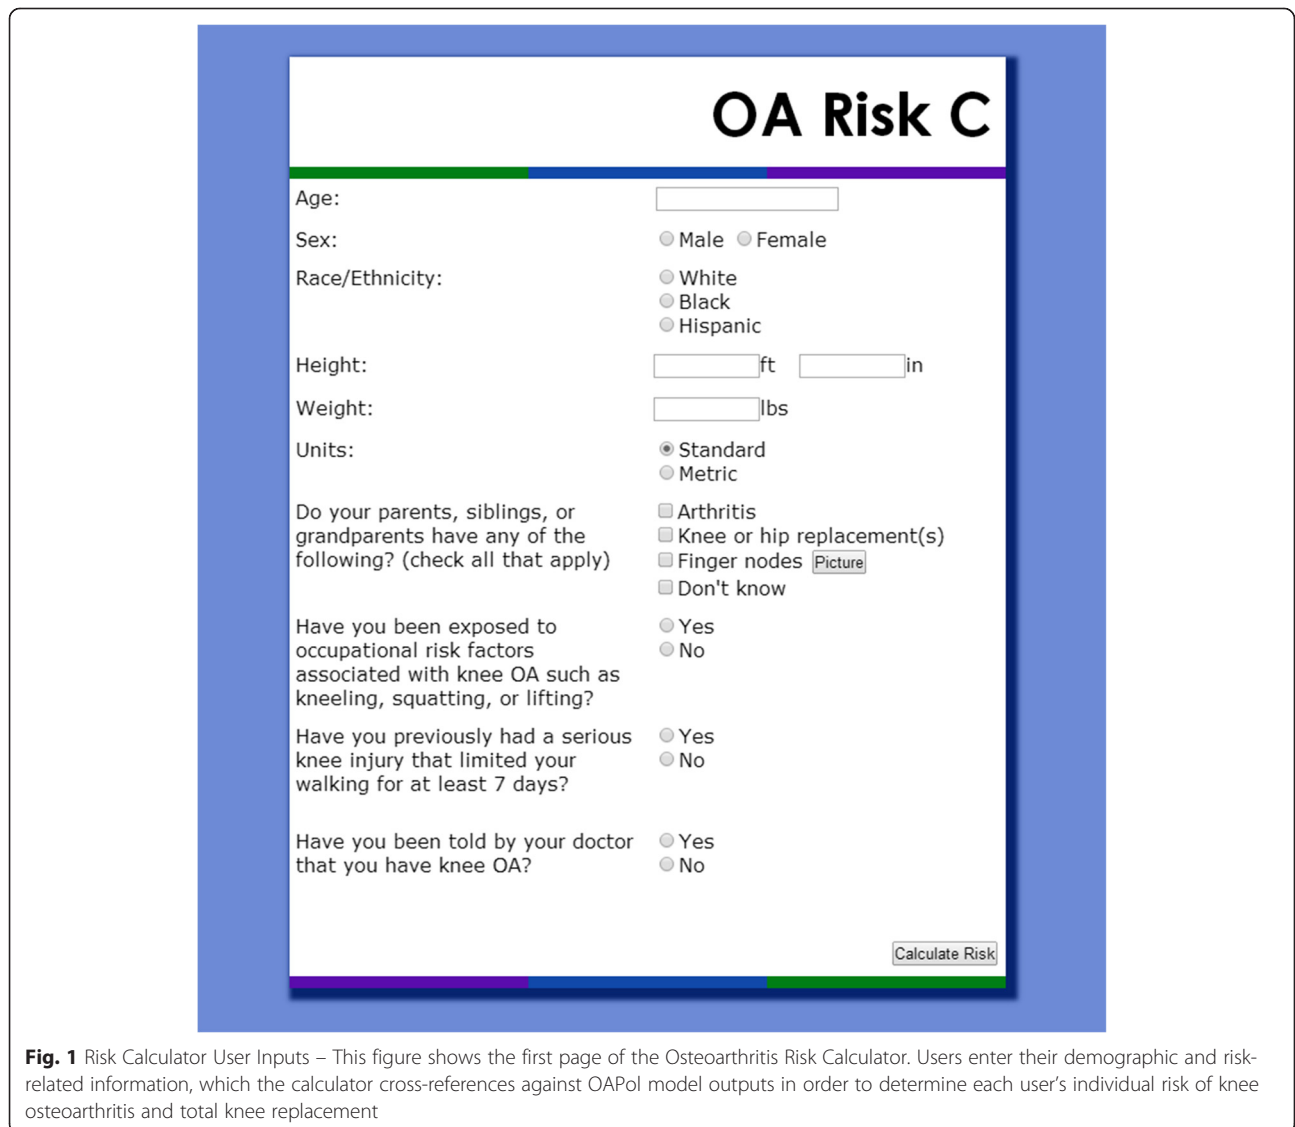 OA Risk C
Age:
Sex: Male Female
Race/Ethnicity: White
Black
Hispanic
Height: ft in
Weight: lbs
Units: Standard
Metric
Do your parents, siblings, or
grandparents have any of the
following? (check all that apply)
Arthritis
Knee or hip replacement(s)
Finger nodes Picture
Don't know
Have you been exposed to
occupational risk factors
associated with knee OA such as
kneeling, squatting, or lifting?
Yes
No
Have you previously had a serious
knee injury that limited your
walking for at least 7 days?
Yes
No
Have you been told by your doctor
that you have knee OA?
Yes
No
Calculate Risk
Fig. 1 Risk Calculator User Inputs – This figure shows the first page of the Osteoarthritis Risk Calculator. Users enter their demographic and risk-
related information, which the calculator cross-references against OAPol model outputs in order to determine each user's individual risk of knee
osteoarthritis and total knee replacement